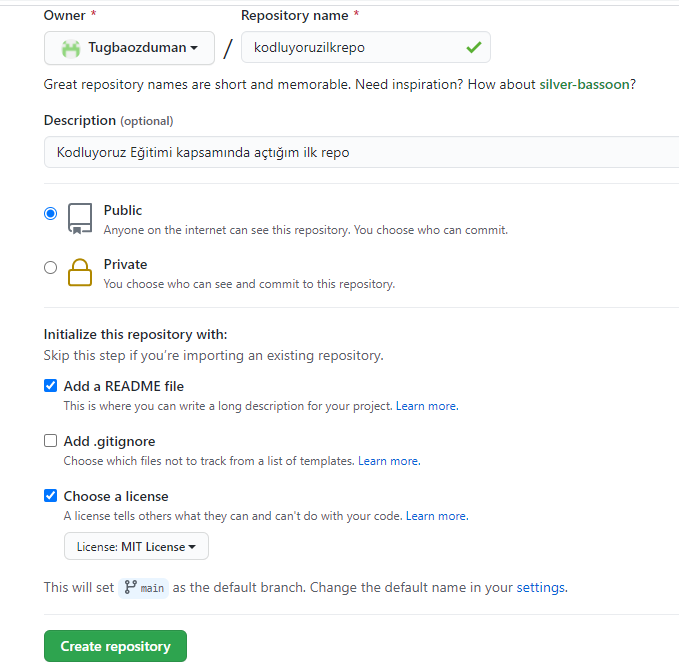 Owner * Repository name *
Tugbaozduman / kodluyoruzilkrepo
Great repository names are short and memorable. Need inspiration? How about silver-bassoon?
Description (optional)
Kodluyoruz Eğitimi kapsamında açtığım ilk repo
Public
Anyone on the internet can see this repository. You choose who can commit.
Private
You choose who can see and commit to this repository.
Initialize this repository with:
Skip this step if you're importing an existing repository.
Add a README file
This is where you can write a long description for your project. Learn more.
Add .gitignore
Choose which files not to track from a list of templates. Learn more.
Choose a license
A license tells others what they can and can't do with your code. Learn more.
License: MIT License
This will set main as the default branch. Change the default name in your settings.
Create repository